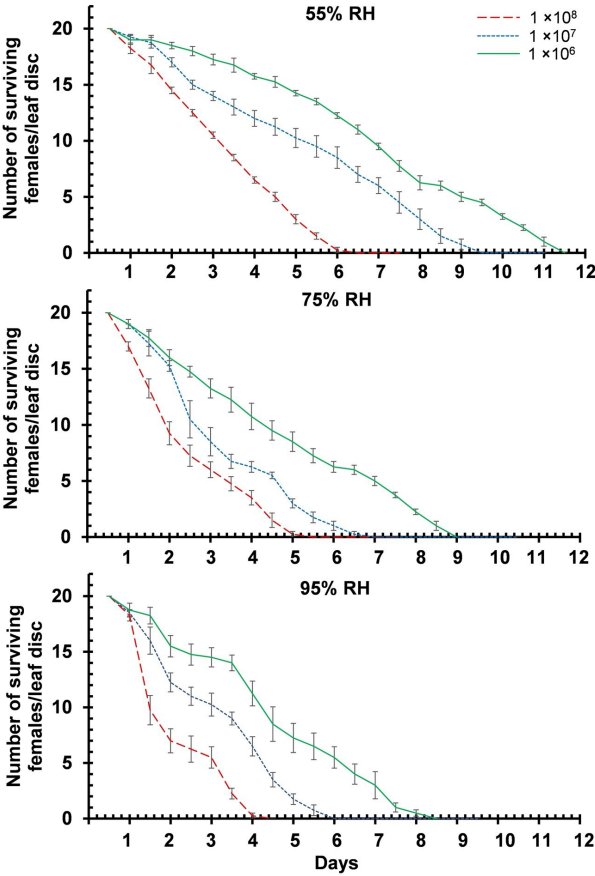 55% RH
1 ×10⁸
1 ×10⁷
1 ×10⁶
Number of surviving
females/leaf disc
20
15
10
5
0
1 2 3 4 5 6 7 8 9 10 11 12
75% RH
Number of surviving
females/leaf disc
20
15
10
5
0
1 2 3 4 5 6 7 8 9 10 11 12
95% RH
Number of surviving
females/leaf disc
20
15
10
5
0
1 2 3 4 5 6 7 8 9 10 11 12
Days